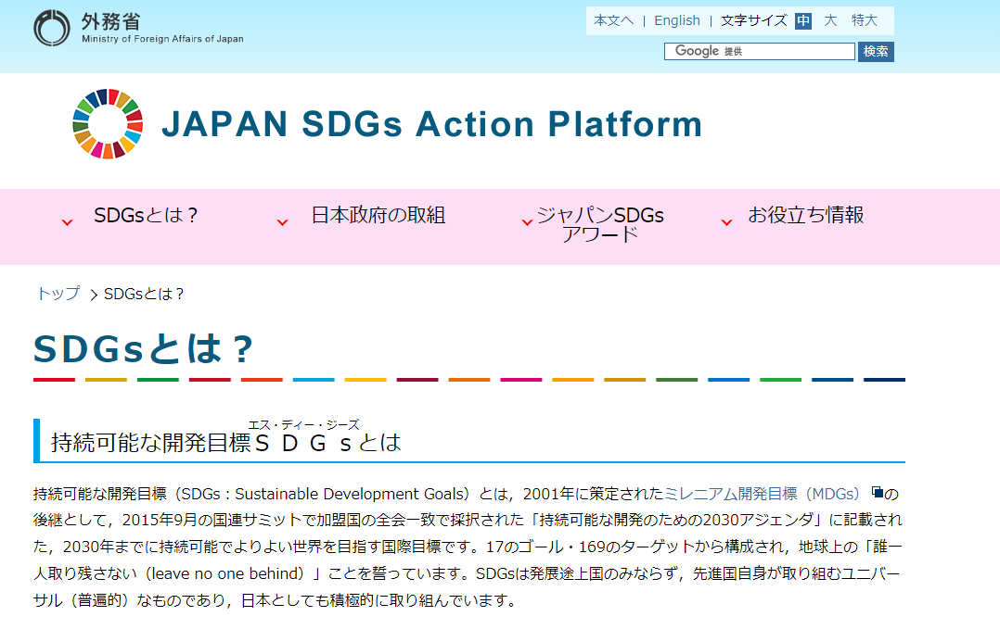 外務省
Ministry of Foreign Affairs of Japan
本文へ | English | 文字サイズ 中 大 特大
Google 提供 検索
JAPAN SDGs Action Platform
SDGsとは？
日本政府の取組
ジャパンSDGs
アワード
お役立ち情報
トップ > SDGsとは？
SDGsとは？
エス・ディー・ジーズ
持続可能な開発目標ＳＤＧｓとは
持続可能な開発目標（SDGs：Sustainable Development Goals）とは，2001年に策定されたミレニアム開発目標（MDGs）の
後継として，2015年9月の国連サミットで加盟国の全会一致で採択された「持続可能な開発のための2030アジェンダ」に記載され
た，2030年までに持続可能でよりよい世界を目指す国際目標です。17のゴール・169のターゲットから構成され，地球上の「誰一
人取り残さない（leave no one behind）」ことを誓っています。SDGsは発展途上国のみならず，先進国自身が取り組むユニバー
サル（普遍的）なものであり，日本としても積極的に取り組んでいます。